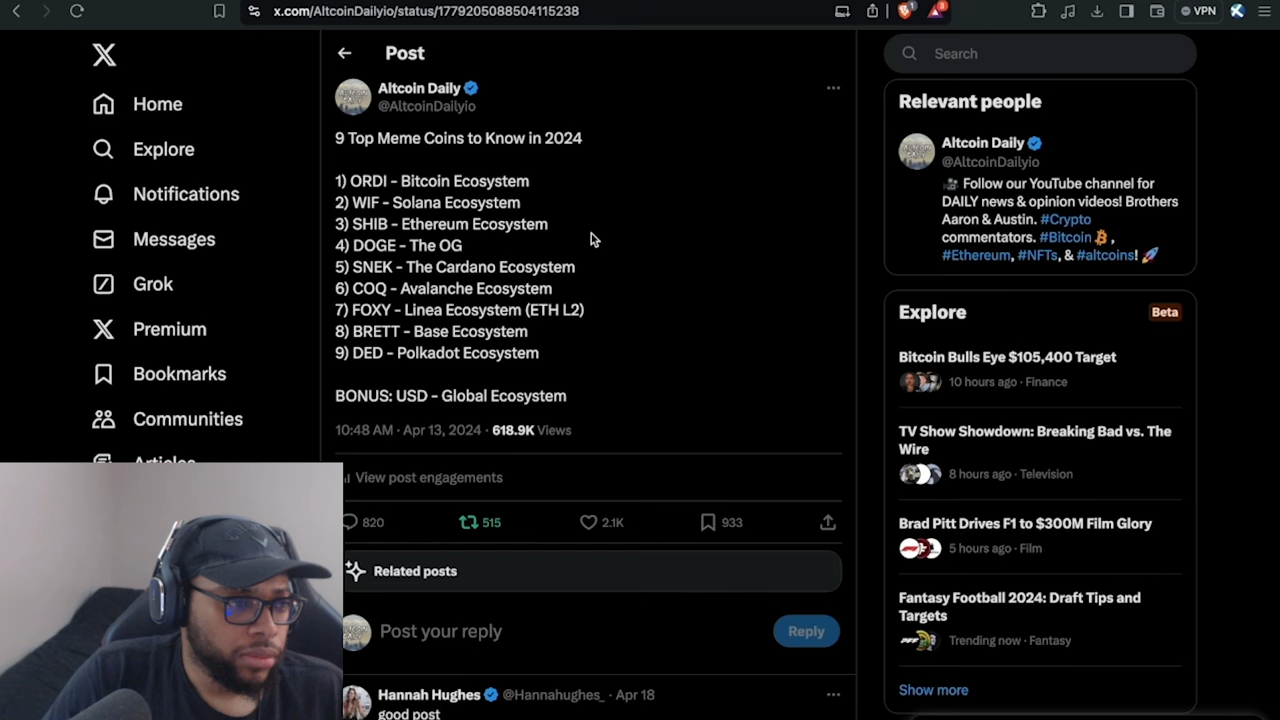 x.com/AltcoinDailyio/status/1779205088504115238
1
3
VPN
Home
Explore
Notifications
Messages
Grok
Premium
Bookmarks
Communities
Articles
Post
Altcoin Daily
@AltcoinDailyio
9 Top Meme Coins to Know in 2024
1) ORDI - Bitcoin Ecosystem
2) WIF - Solana Ecosystem
3) SHIB - Ethereum Ecosystem
4) DOGE - The OG
5) SNEK - The Cardano Ecosystem
6) COQ - Avalanche Ecosystem
7) FOXY - Linea Ecosystem (ETH L2)
8) BRETT - Base Ecosystem
9) DED - Polkadot Ecosystem
BONUS: USD - Global Ecosystem
10:48 AM · Apr 13, 2024 · 618.9K Views
View post engagements
820 515 2.1K 933
Related posts
Post your reply
Reply
Hannah Hughes @Hannahughes_ · Apr 18
good post
Search
Relevant people
Altcoin Daily
@AltcoinDailyio
Follow our YouTube channel for
DAILY news & opinion videos! Brothers
Aaron & Austin. #Crypto
commentators. #Bitcoin ,
#Ethereum, #NFTs, & #altcoins!
Explore
Beta
Bitcoin Bulls Eye $105,400 Target
10 hours ago · Finance
TV Show Showdown: Breaking Bad vs. The
Wire
8 hours ago · Television
Brad Pitt Drives F1 to $300M Film Glory
5 hours ago · Film
Fantasy Football 2024: Draft Tips and
Targets
Trending now · Fantasy
Show more